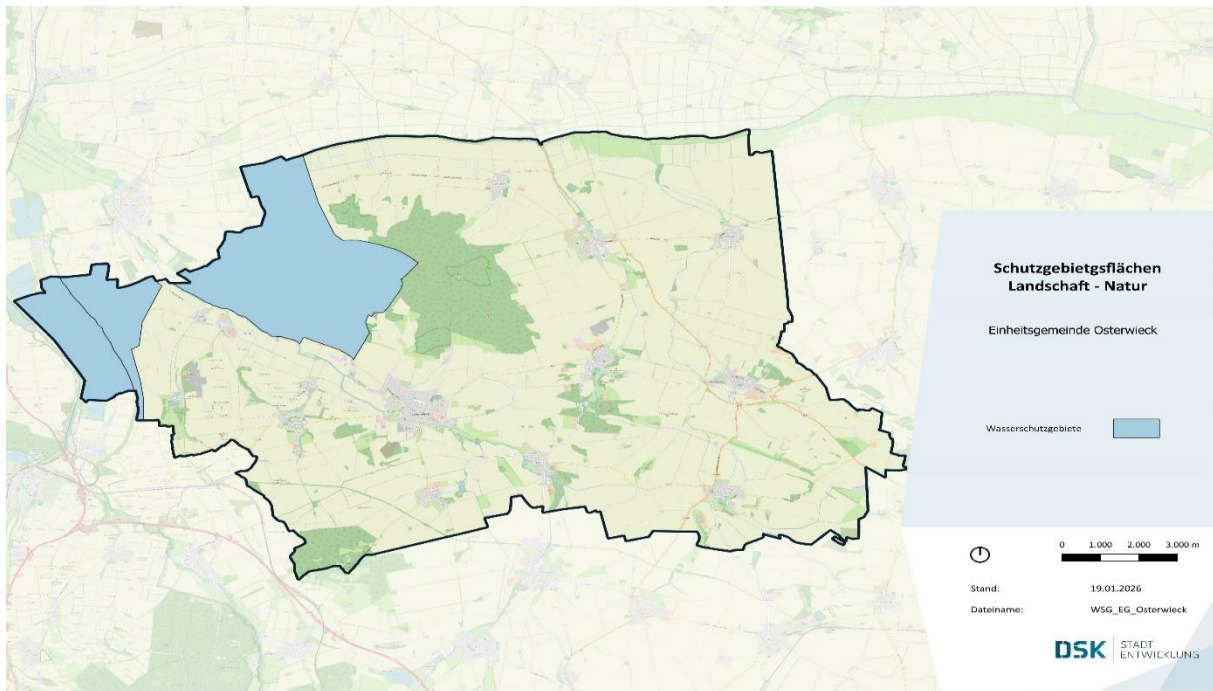 Schutzgebietgsflächen
Landschaft - Natur
Einheitsgemeinde Osterwieck
Wasserschutzgebiete
0 1.000 2.000 3.000 m
Stand: 19.01.2026
Dateiname: WSG_EG_Osterwieck
DSK STADT
ENTWICKLUNG